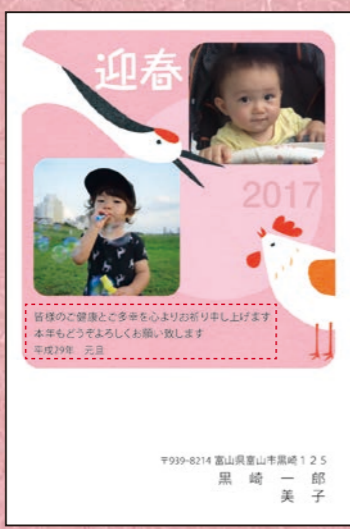 迎春
2017
皆様のご健康とご多幸を心よりお祈り申し上げます
本年もどうぞよろしくお願い致します
平成29年 元旦
〒939-8214 富山県富山市黒崎125
黒崎一郎
美子